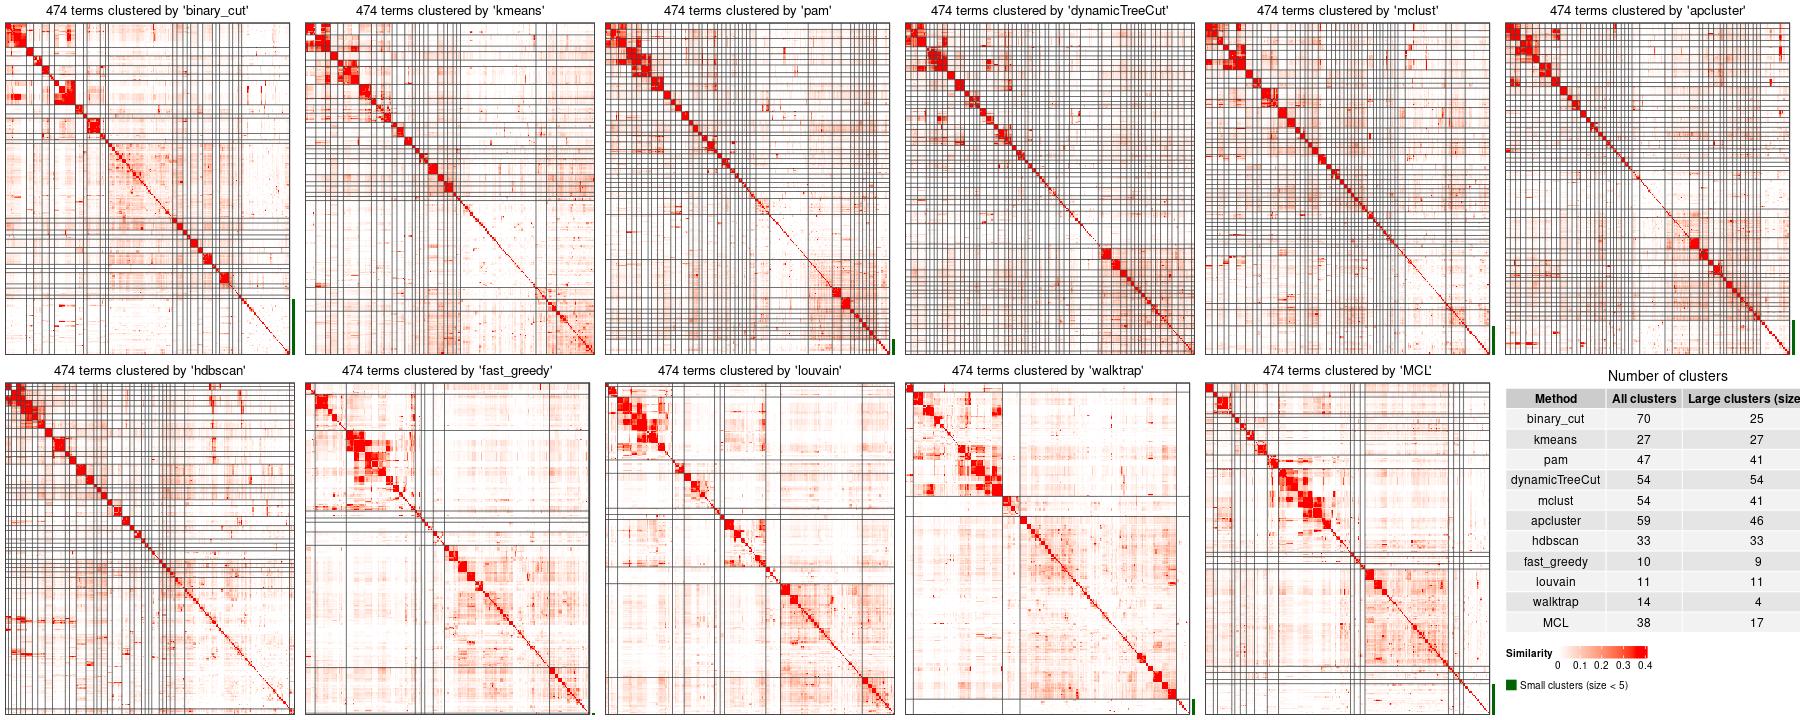 474 terms clustered by 'binary_cut'
474 terms clustered by 'kmeans'
474 terms clustered by 'pam'
474 terms clustered by 'dynamicTreeCut'
474 terms clustered by 'mclust'
474 terms clustered by 'apcluster'
474 terms clustered by 'hdbscan'
474 terms clustered by 'fast_greedy'
474 terms clustered by 'louvain'
474 terms clustered by 'walktrap'
474 terms clustered by 'MCL'
Number of clusters
Method All clusters Large clusters (size
binary_cut 70 25
kmeans 27 27
pam 47 41
dynamicTreeCut 54 54
mclust 54 41
apcluster 59 46
hdbscan 33 33
fast_greedy 10 9
louvain 11 11
walktrap 14 4
MCL 38 17
Similarity
0 0.1 0.2 0.3 0.4
Small clusters (size < 5)